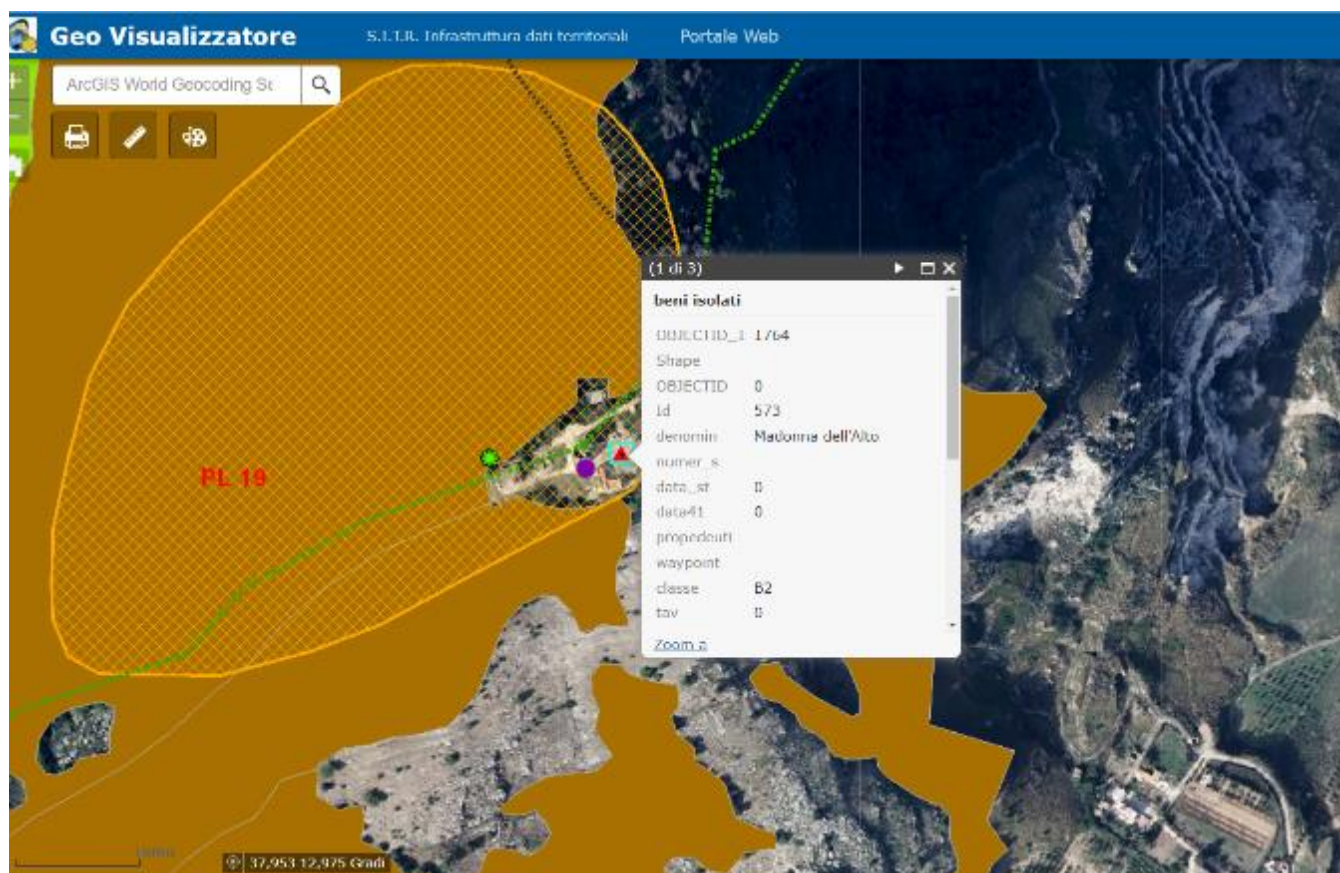 Geo Visualizzatore
S.I.T.R. Infrastruttura dati territoriali
Portale Web
ArcGIS World Geocoding Se
PL 19
(1 di 3)
beni isolati
OBJECTID_1 1764
Shape
OBJECTID 0
Id 573
denomin Madonna dell'Alto
numer_s
data_st 0
data41 0
propedeuti
waypoint
classe B2
tav 0
Zoom a
37,953 12,975 Gradi